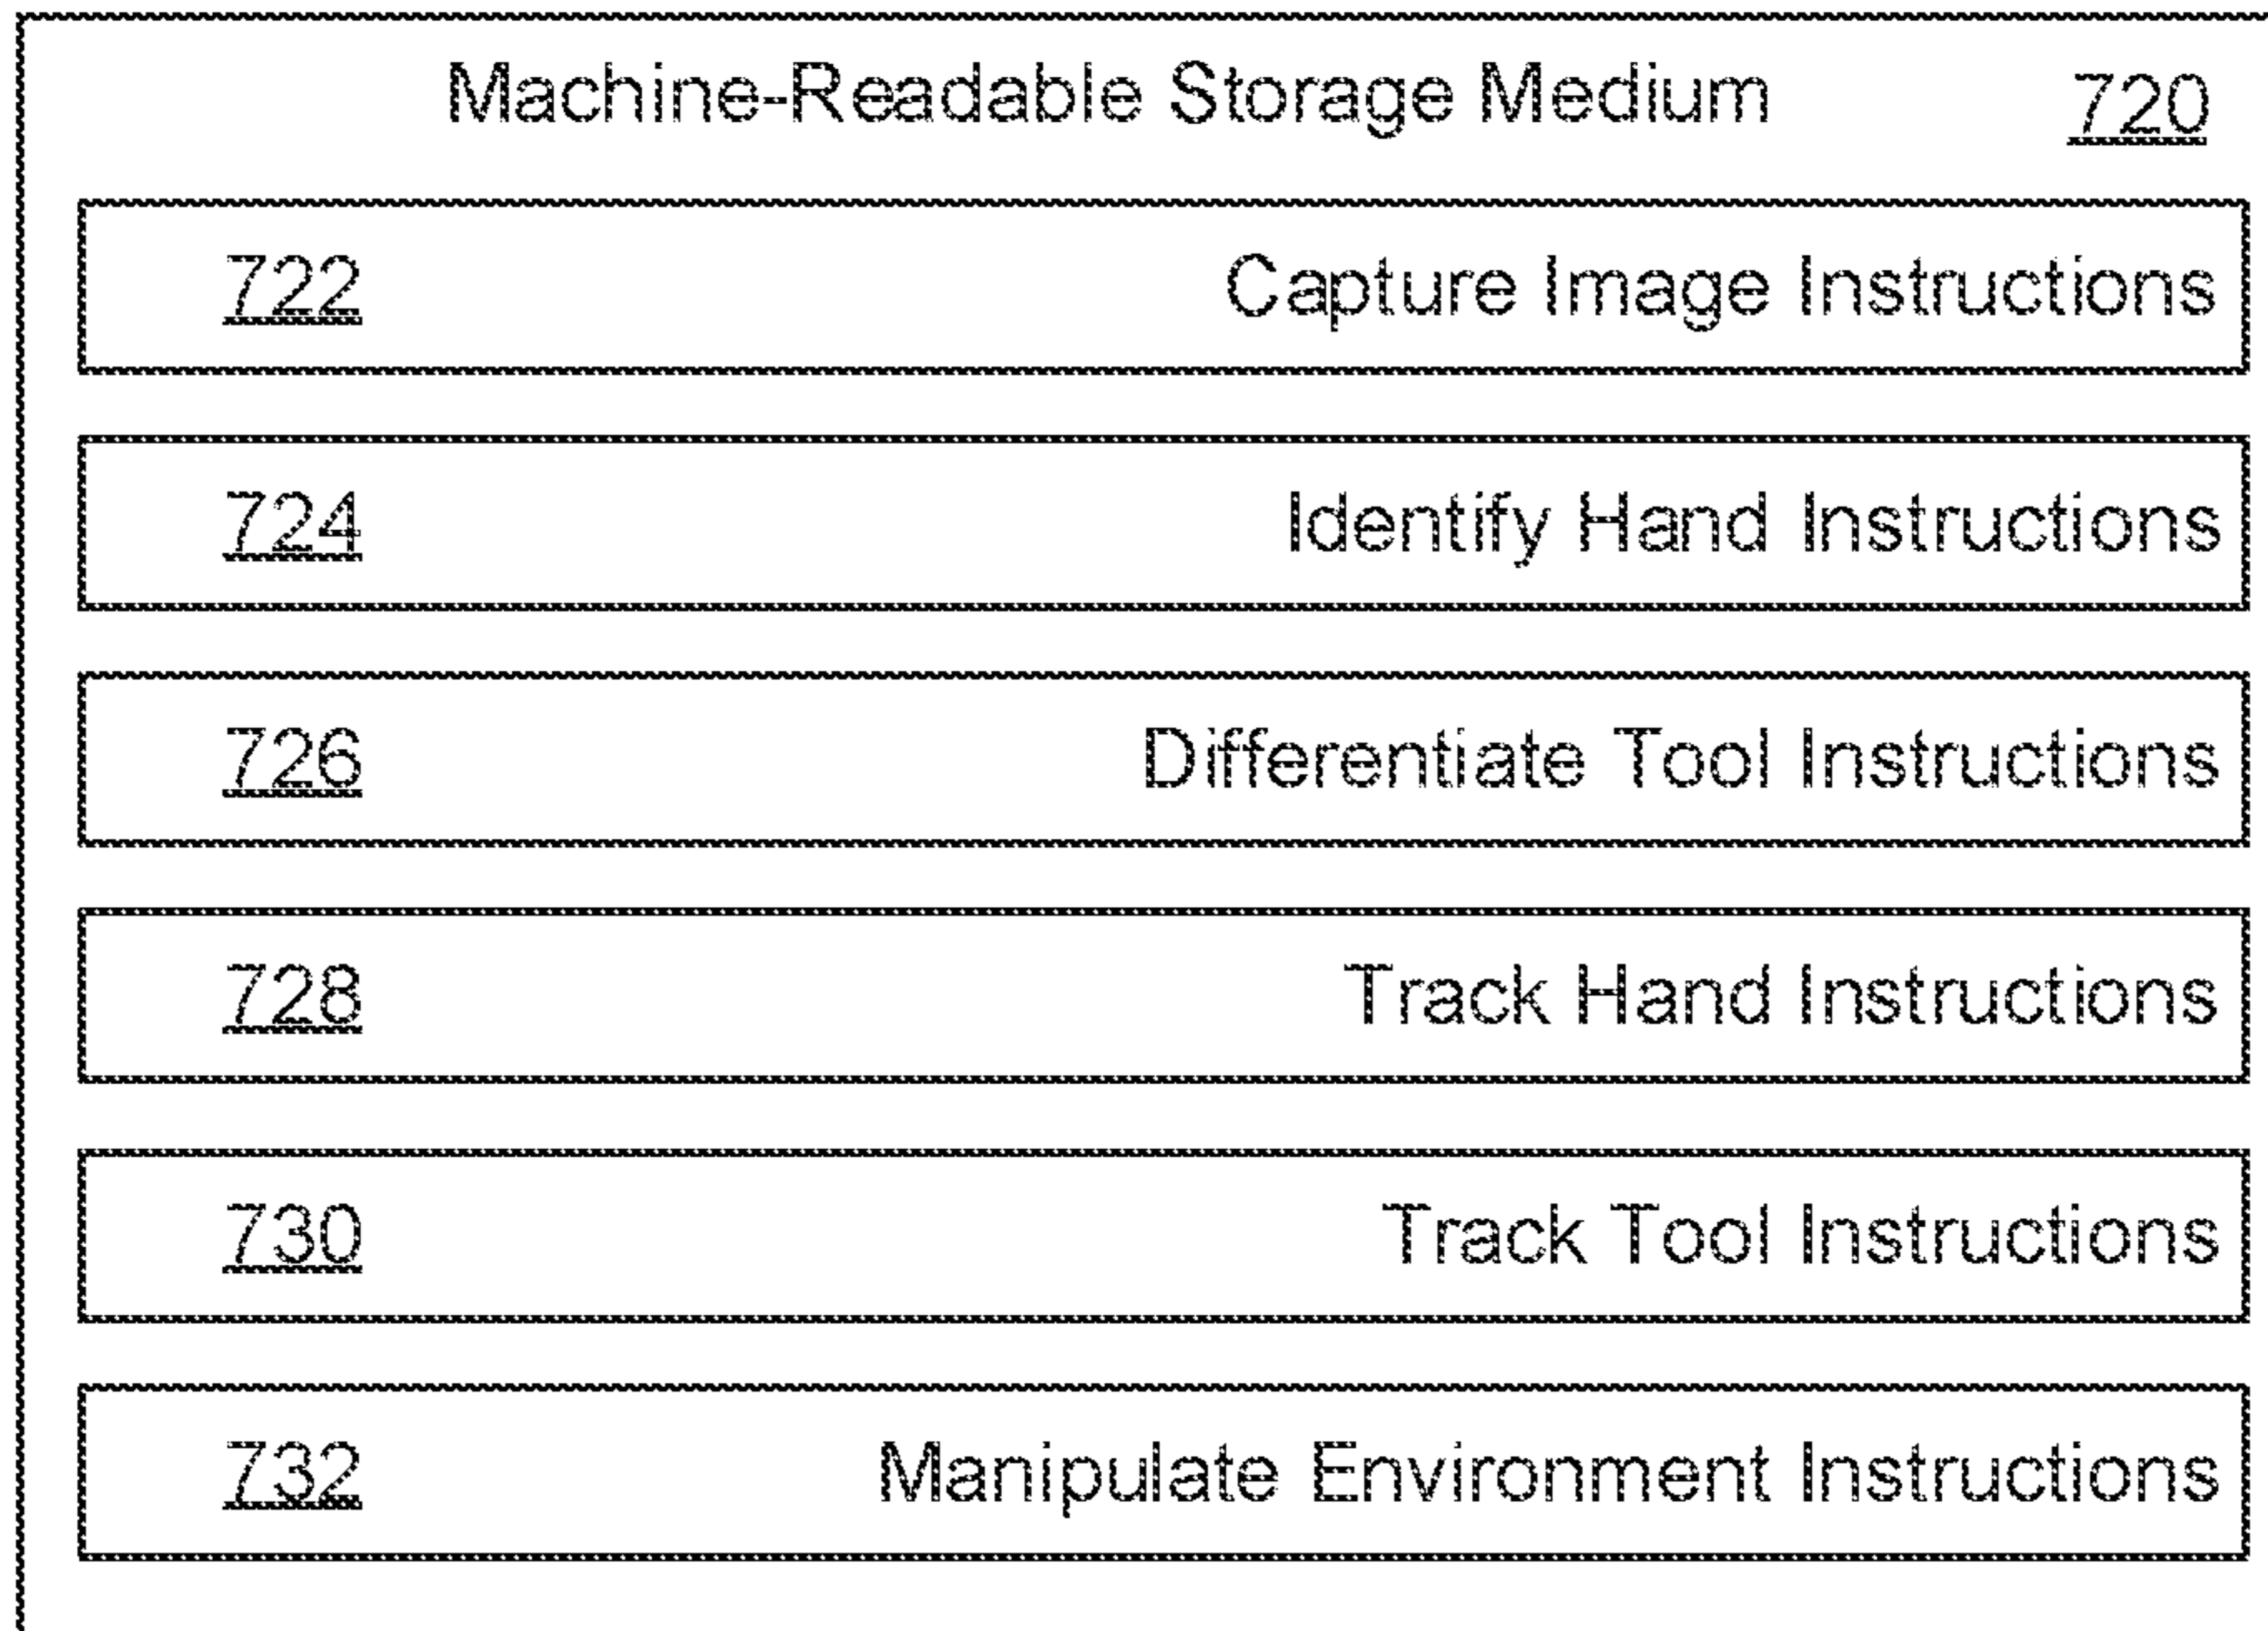 Machine-Readable Storage Medium 720
722 Capture Image Instructions
724 Identify Hand Instructions
726 Differentiate Tool Instructions
728 Track Hand Instructions
730 Track Tool Instructions
732 Manipulate Environment Instructions